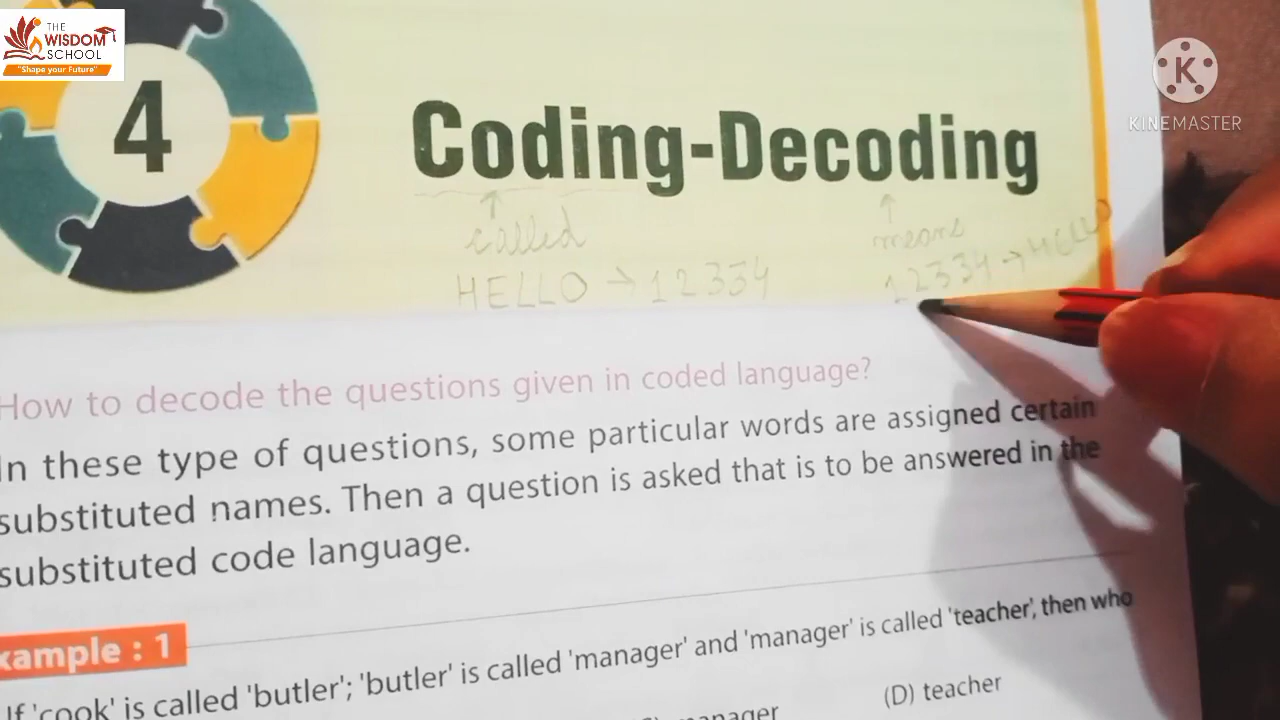 THE
WISDOM
SCHOOL
"Shape your Future"
KINEMASTER
4
Coding-Decoding
called
means
HELLO → 12334
12334 → HELLO
How to decode the questions given in coded language?
In these type of questions, some particular words are assigned certain
substituted names. Then a question is asked that is to be answered in the
substituted code language.
xample : 1
If 'cook' is called 'butler'; 'butler' is called 'manager' and 'manager' is called 'teacher', then who
manager
(D) teacher